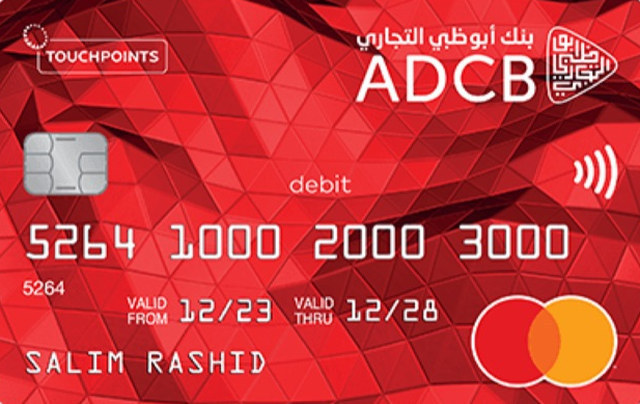 TOUCHPOINTS
بنك أبوظبي التجاري
ADCB
debit
5264 1000 2000 3000
5264
VALID FROM 12/23 VALID THRU 12/28
SALIM RASHID